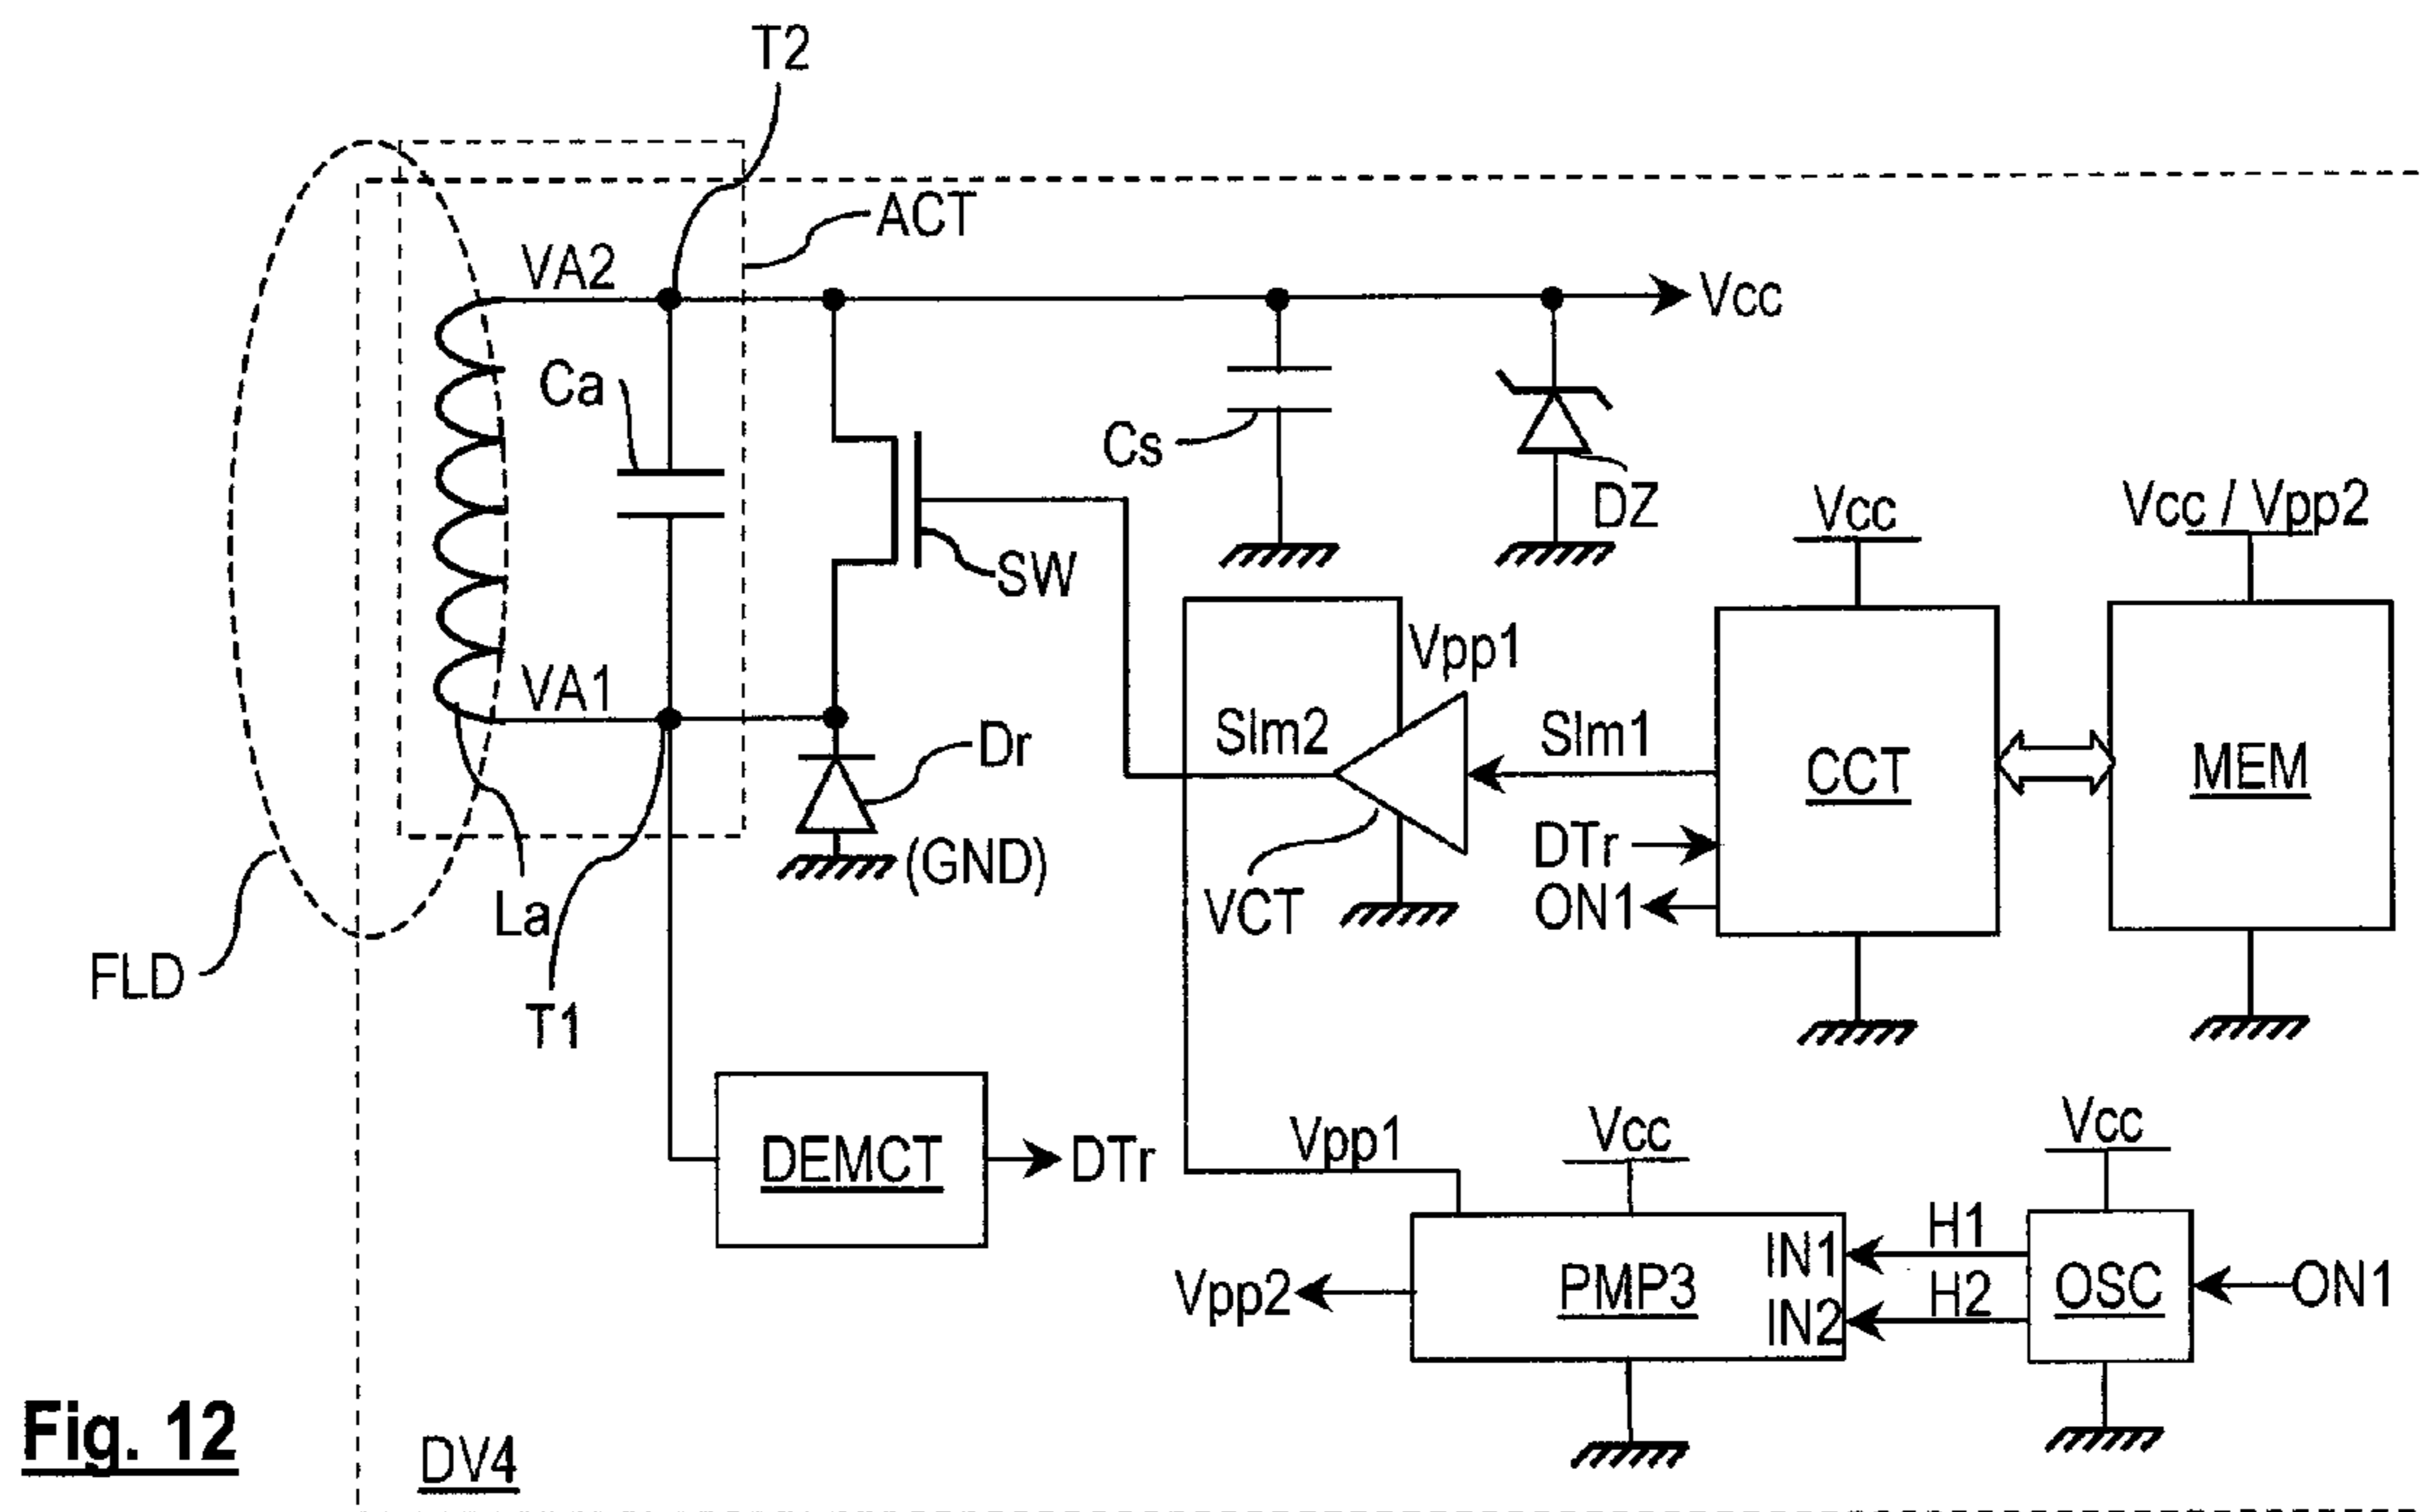 T2
ACT
VA2
Vcc
Ca
Cs
DZ
SW
Vcc
Vcc / Vpp2
Vpp1
VA1
Slm2
Slm1
Dr
CCT
MEM
(GND)
DTr
ON1
La
VCT
FLD
T1
Vpp1
Vcc
Vcc
DEMCT
DTr
IN1
H1
Vpp2
PMP3
OSC
ON1
IN2
H2
Fig. 12
DV4